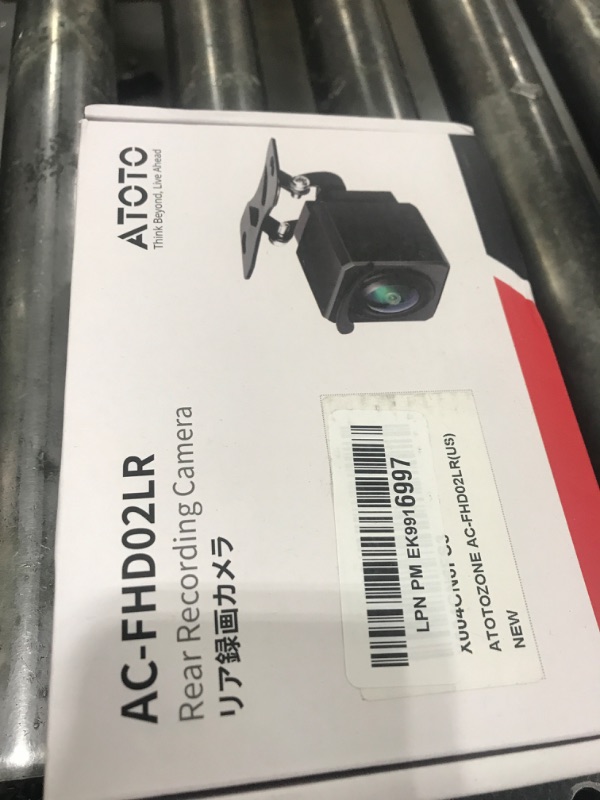 ATOTO
Think Beyond, Live Ahead
AC-FHD02LR
Rear Recording Camera
リア録画カメラ
LPN PM EK9916997
ATOTOZONE AC-FHD02LR(US)
NEW